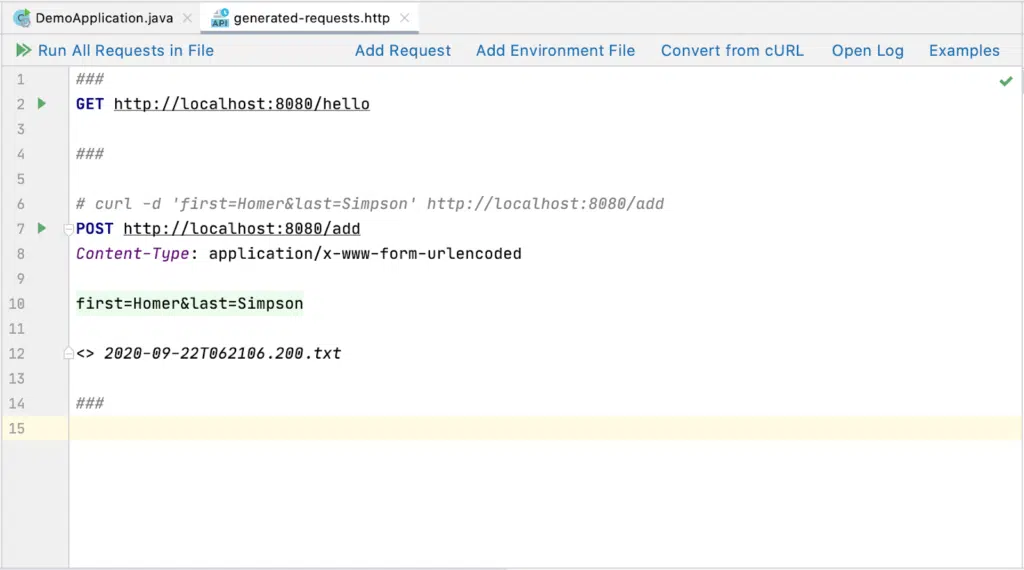 DemoApplication.java generated-requests.http
Run All Requests in File Add Request Add Environment File Convert from cURL Open Log Examples
1 ###
2 GET http://localhost:8080/hello
3
4 ###
5
6 # curl -d 'first=Homer&last=Simpson' http://localhost:8080/add
7 POST http://localhost:8080/add
8 Content-Type: application/x-www-form-urlencoded
9
10 first=Homer&last=Simpson
11
12 <> 2020-09-22T062106.200.txt
13
14 ###
15